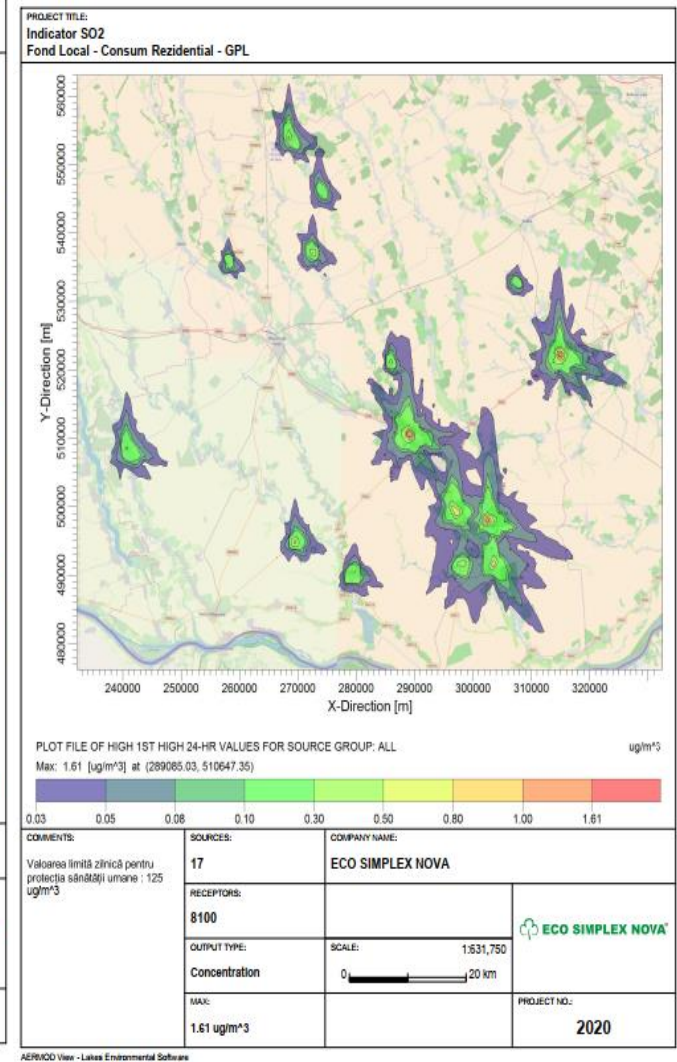 PROJECT TITLE:
Indicator SO2
Fond Local - Consum Rezidential - GPL
Y-Direction [m]
560000
550000
540000
530000
520000
510000
500000
490000
480000
240000 250000 260000 270000 280000 290000 300000 310000 320000
X-Direction [m]
PLOT FILE OF HIGH 1ST HIGH 24-HR VALUES FOR SOURCE GROUP: ALL
ug/m^3
Max: 1.61 [ug/m^3] at (289085.03, 510647.35)
0.03 0.05 0.08 0.10 0.30 0.50 0.80 1.00 1.61
COMMENTS:
Valoarea limită zilnică pentru
protecția sănătății umane : 125
ug/m^3
SOURCES:
17
COMPANY NAME:
ECO SIMPLEX NOVA
RECEPTORS:
8100
ECO SIMPLEX NOVA
OUTPUT TYPE:
Concentration
SCALE:
1:631,750
0
20 km
MAX:
1.61 ug/m^3
PROJECT NO.:
2020
AERMOD View - Lakes Environmental Software